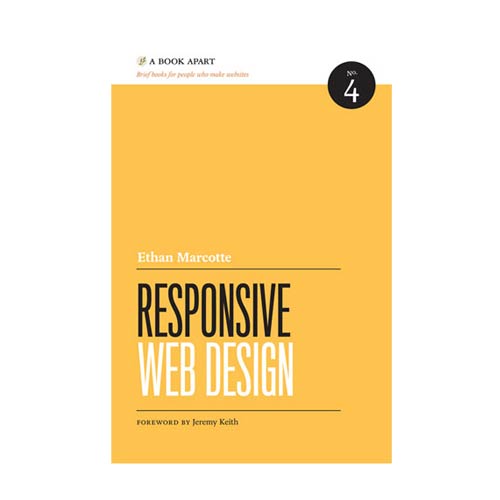 A BOOK APART
Brief books for people who make websites
No.
4
Ethan Marcotte
RESPONSIVE
WEB DESIGN
FOREWORD BY Jeremy Keith